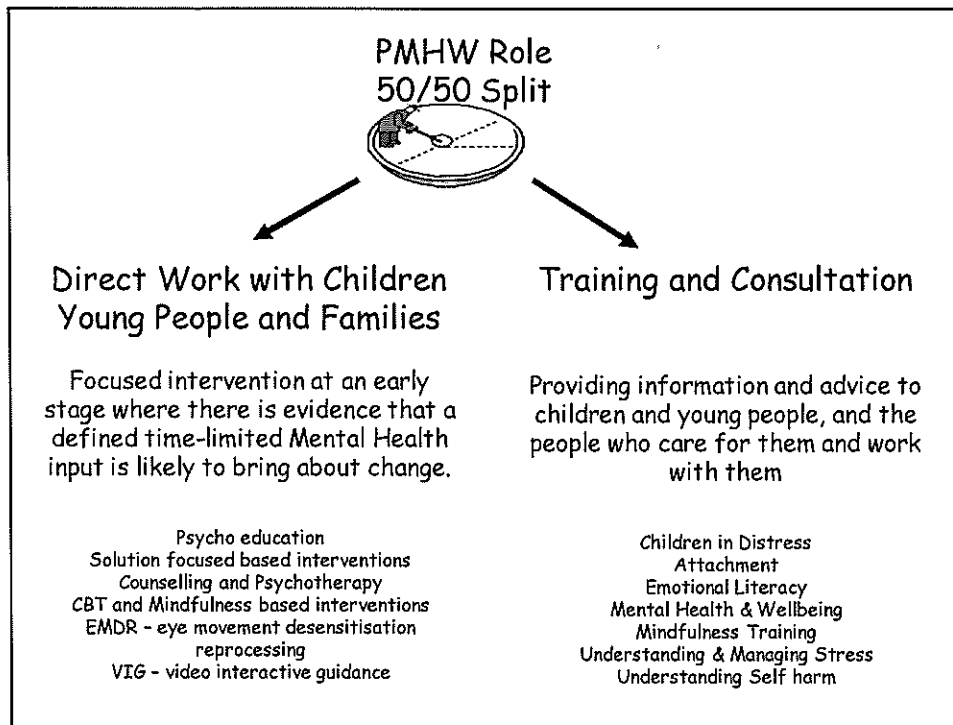 PMHW Role
50/50 Split
Direct Work with Children
Young People and Families
Focused intervention at an early
stage where there is evidence that a
defined time-limited Mental Health
input is likely to bring about change.
Psycho education
Solution focused based interventions
Counselling and Psychotherapy
CBT and Mindfulness based interventions
EMDR - eye movement desensitisation
reprocessing
VIG - video interactive guidance
Training and Consultation
Providing information and advice to
children and young people, and the
people who care for them and work
with them
Children in Distress
Attachment
Emotional Literacy
Mental Health & Wellbeing
Mindfulness Training
Understanding & Managing Stress
Understanding Self harm